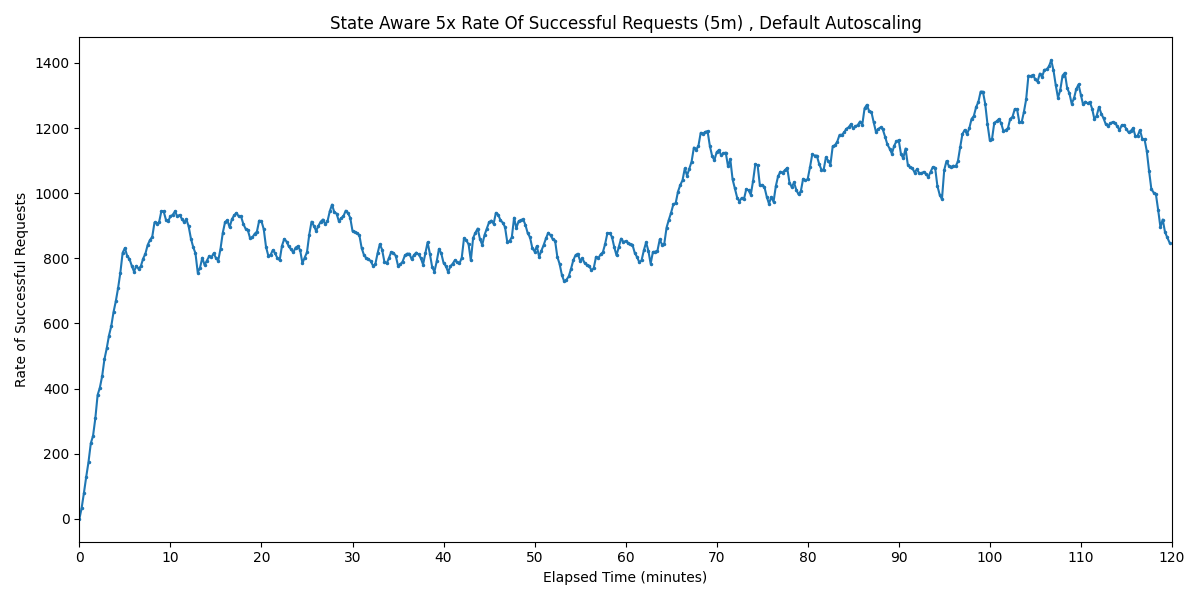 State Aware 5x Rate Of Successful Requests (5m) , Default Autoscaling
1400
1200
1000
800
600
400
200
0
Rate of Successful Requests
0 10 20 30 40 50 60 70 80 90 100 110 120
Elapsed Time (minutes)